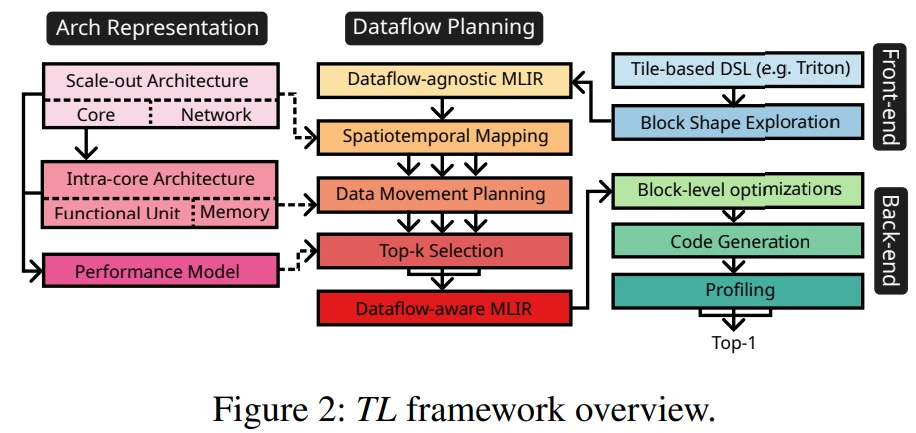 Arch Representation
Scale-out Architecture
Core
Network
Intra-core Architecture
Functional Unit
Memory
Performance Model
Dataflow Planning
Dataflow-agnostic MLIR
Spatiotemporal Mapping
Data Movement Planning
Top-k Selection
Dataflow-aware MLIR
Tile-based DSL (e.g. Triton)
Block Shape Exploration
Front-end
Block-level optimizations
Code Generation
Profiling
Top-1
Back-end
Figure 2: TL framework overview.